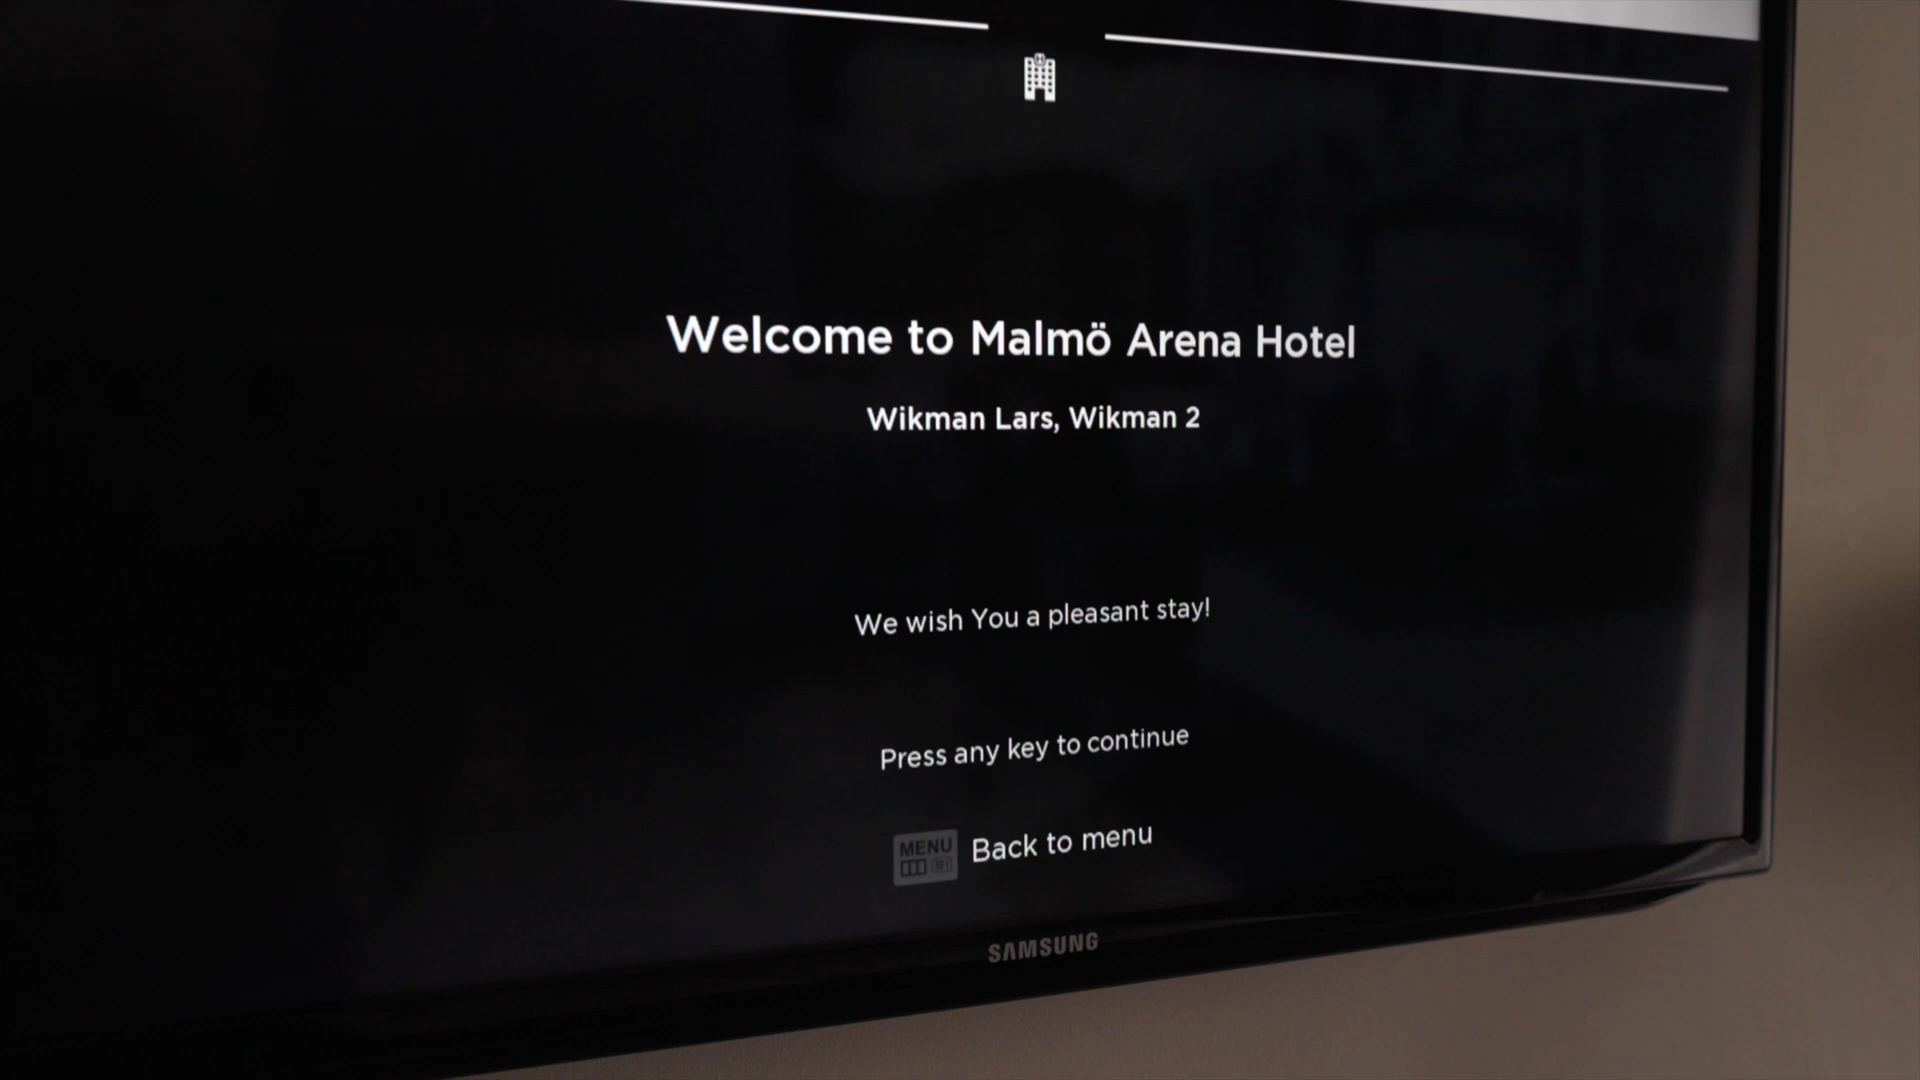 Welcome to Malmö Arena Hotel
Wikman Lars, Wikman 2
We wish You a pleasant stay!
Press any key to continue
MENU
Back to menu
SAMSUNG